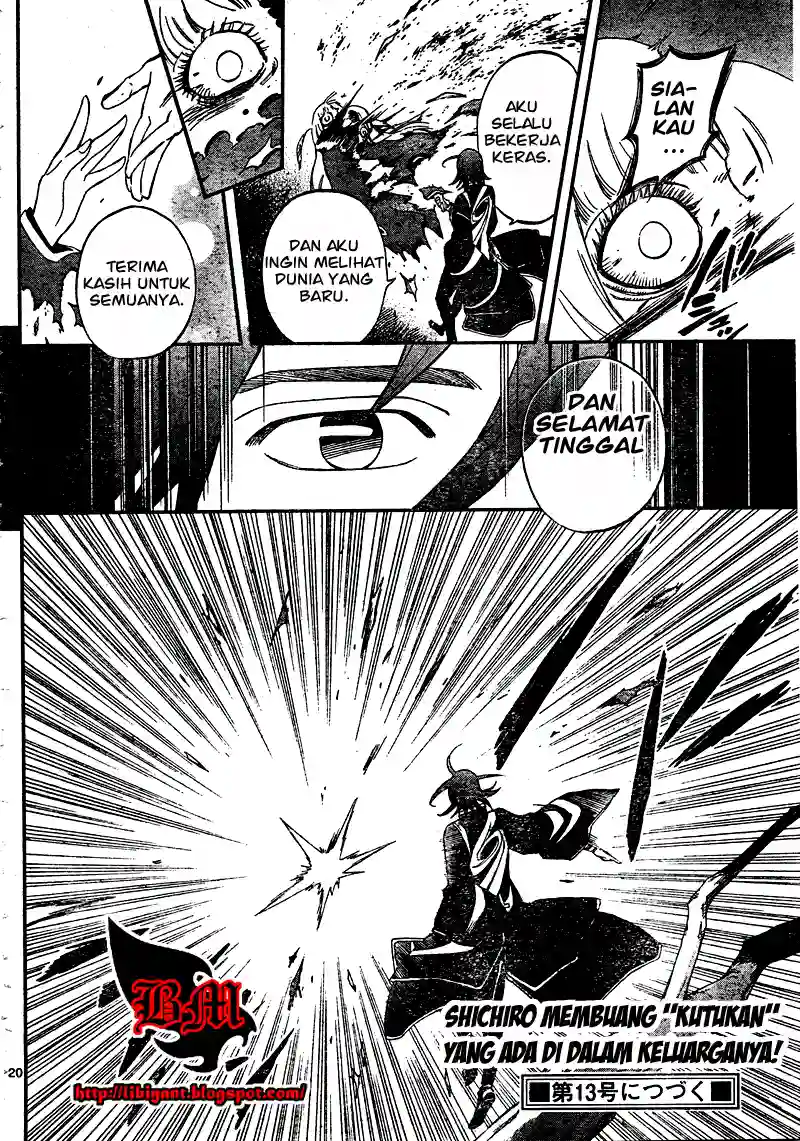 SIA-
LAN
KAU
...
AKU
SELALU
BEKERJA
KERAS.
DAN AKU
INGIN MELIHAT
DUNIA YANG
BARU.
TERIMA
KASIH UNTUK
SEMUANYA.
DAN
SELAMAT
TINGGAL
BM
http://libigant.blogspot.com/
SHICHIRO MEMBUANG "KUTUKAN"
YANG ADA DI DALAM KELUARGANYA!
■第13号につづく■
20